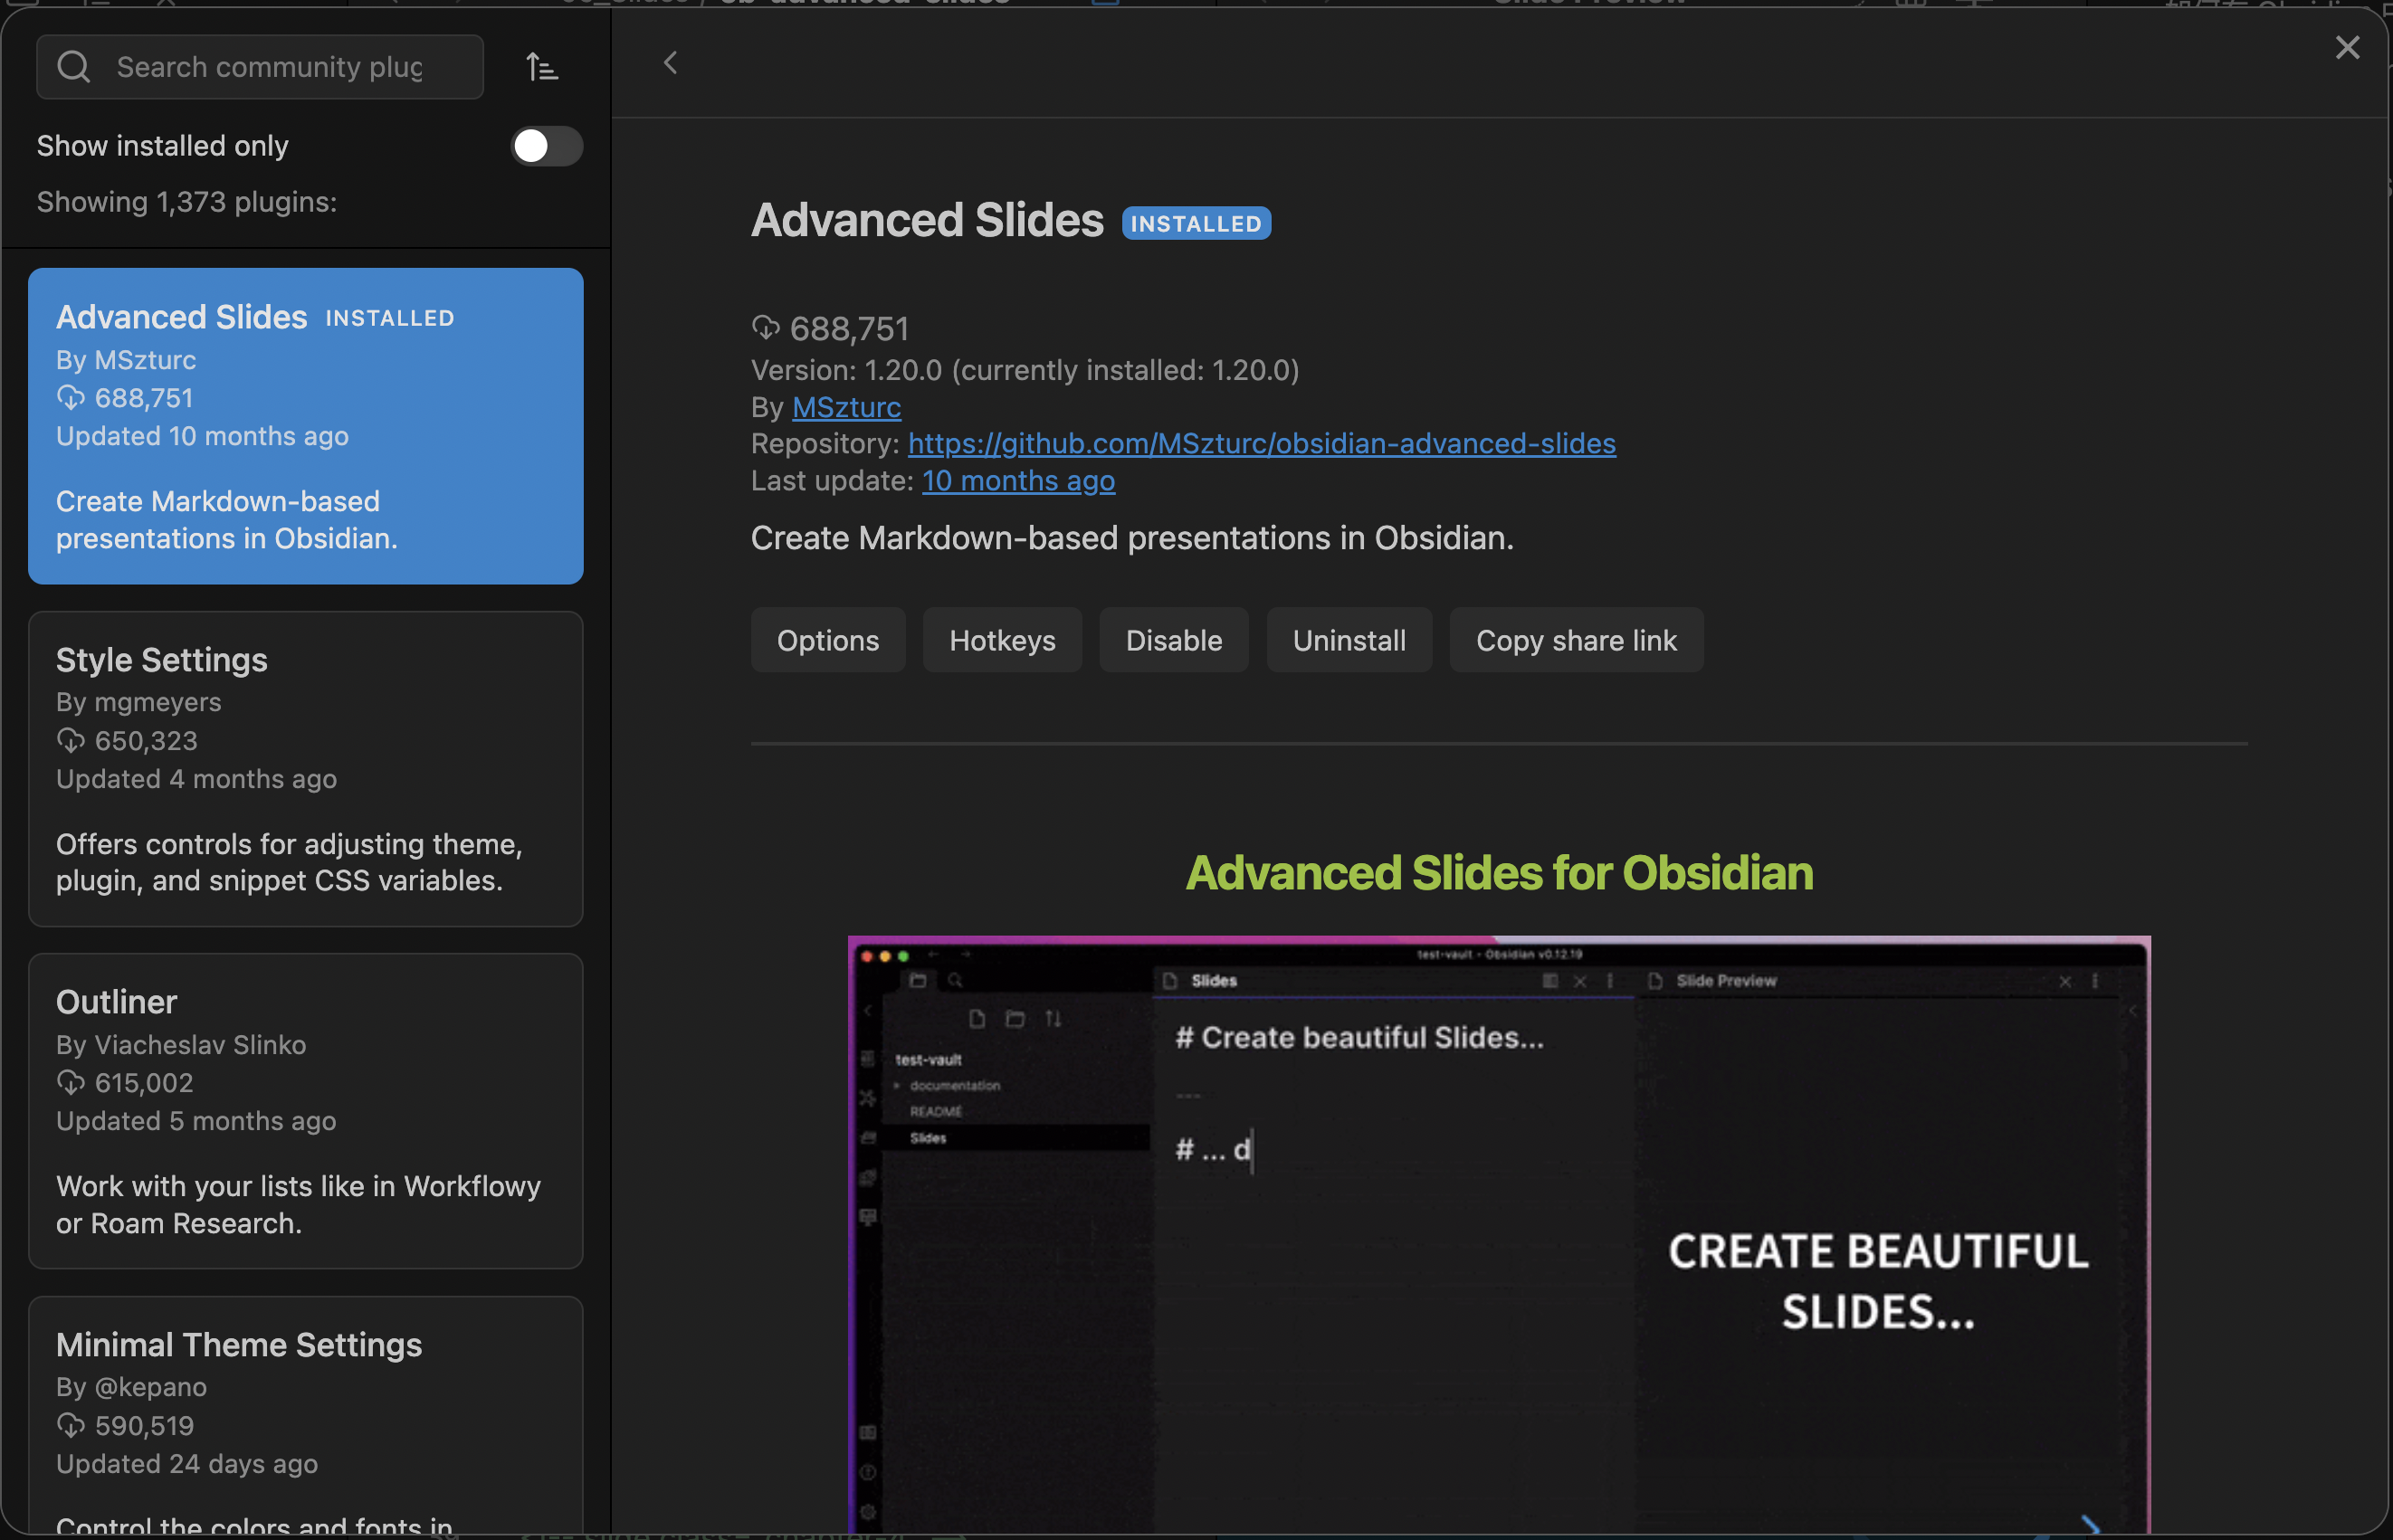 Search community plug
Show installed only
Showing 1,373 plugins:
Advanced Slides INSTALLED
By MSzturc
688,751
Updated 10 months ago
Create Markdown-based
presentations in Obsidian.
Style Settings
By mgmeyers
650,323
Updated 4 months ago
Offers controls for adjusting theme,
plugin, and snippet CSS variables.
Outliner
By Viacheslav Slinko
615,002
Updated 5 months ago
Work with your lists like in Workflowy
or Roam Research.
Minimal Theme Settings
By @kepano
590,519
Updated 24 days ago
Control the colors and fonts in
Advanced Slides INSTALLED
688,751
Version: 1.20.0 (currently installed: 1.20.0)
By MSzturc
Repository: https://github.com/MSzturc/obsidian-advanced-slides
Last update: 10 months ago
Create Markdown-based presentations in Obsidian.
Options Hotkeys Disable Uninstall Copy share link
Advanced Slides for Obsidian
test-vault - Obsidian v0.12.19
Slides
Slide Preview
test-vault
documentation
README
Slides
# Create beautiful Slides...
---
# ... d
CREATE BEAUTIFUL
SLIDES...